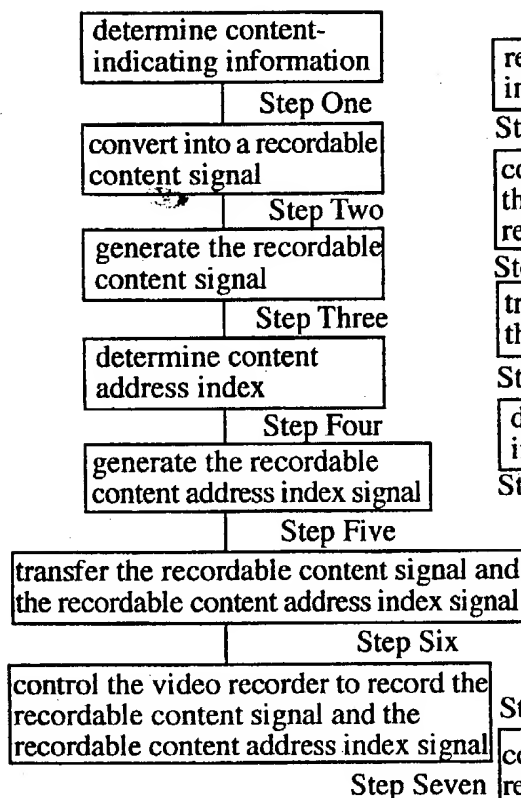 determine content-
indicating information
Step One
convert into a recordable
content signal
Step Two
generate the recordable
content signal
Step Three
determine content
address index
Step Four
generate the recordable
content address index signal
Step Five
transfer the recordable content signal and
the recordable content address index signal
Step Six
control the video recorder to record the
recordable content signal and the
recordable content address index signal
Step Seven